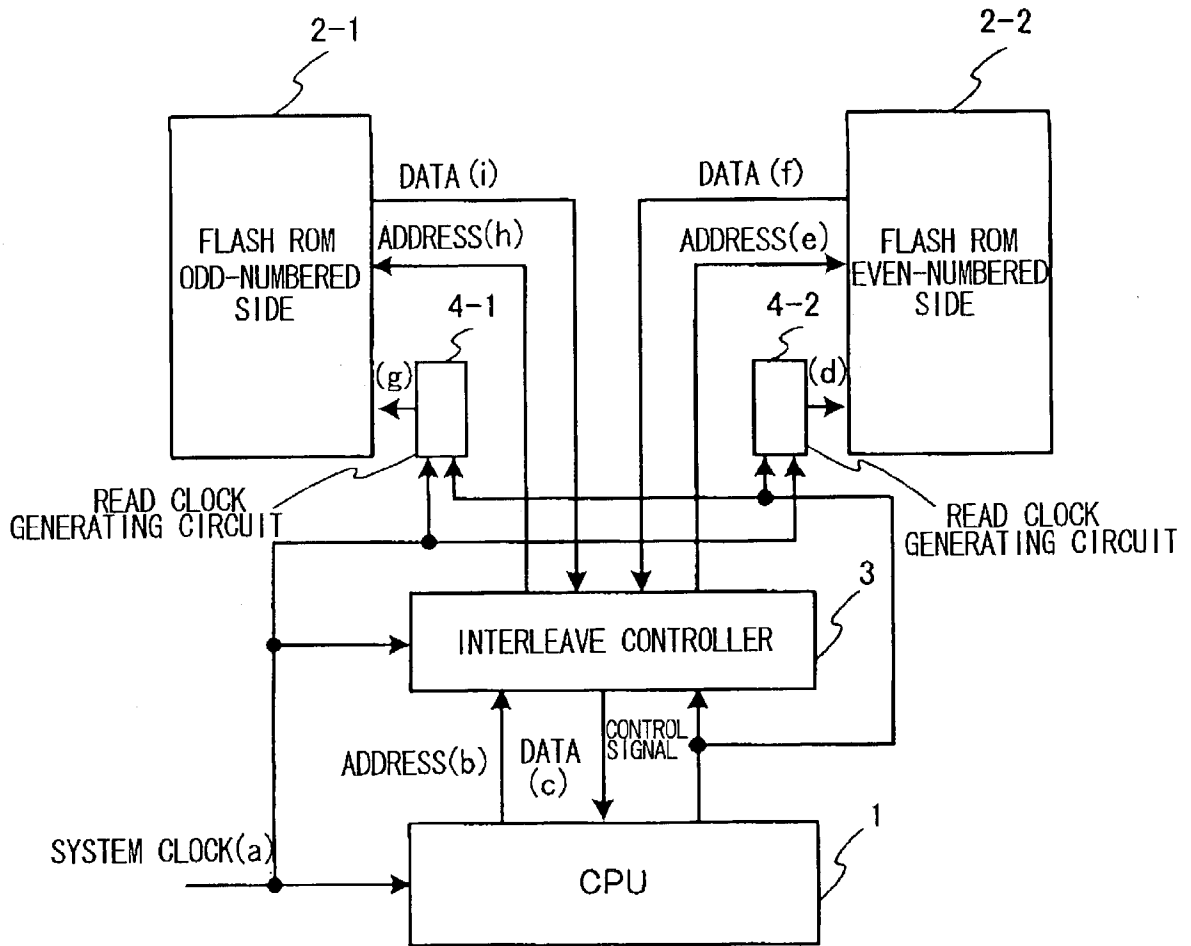 2-1
2-2
DATA(i)
DATA(f)
FLASH ROM
ODD-NUMBERED
SIDE
ADDRESS(h)
ADDRESS(e)
FLASH ROM
EVEN-NUMBERED
SIDE
4-1
4-2
(g)
(d)
READ CLOCK
GENERATING CIRCUIT
READ CLOCK
GENERATING CIRCUIT
3
INTERLEAVE CONTROLLER
ADDRESS(b)
DATA
(c)
CONTROL
SIGNAL
1
SYSTEM CLOCK(a)
CPU